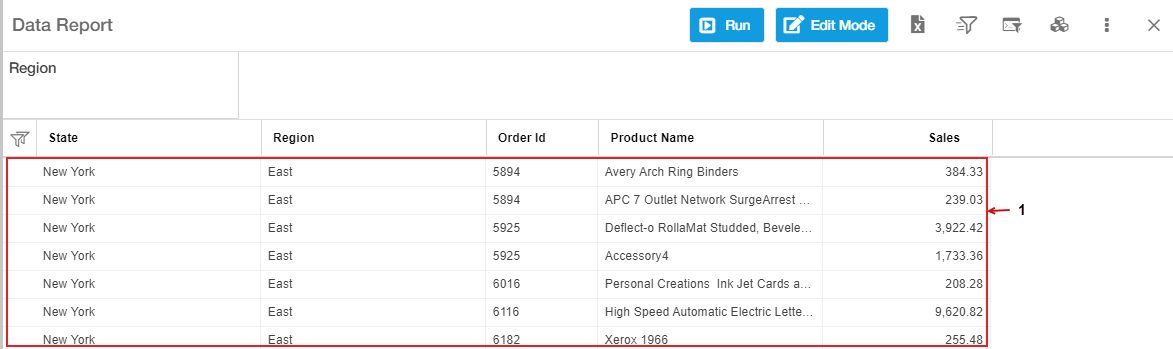 Data Report Run Edit Mode
Region
State Region Order Id Product Name Sales
New York East 5894 Avery Arch Ring Binders 384.33
New York East 5894 APC 7 Outlet Network SurgeArrest ... 239.03
1
New York East 5925 Deflect-o RollaMat Studded, Bevele... 3,922.42
New York East 5925 Accessory4 1,733.36
New York East 6016 Personal Creations  Ink Jet Cards a... 208.28
New York East 6116 High Speed Automatic Electric Lette... 9,620.82
New York East 6182 Xerox 1966 255.48